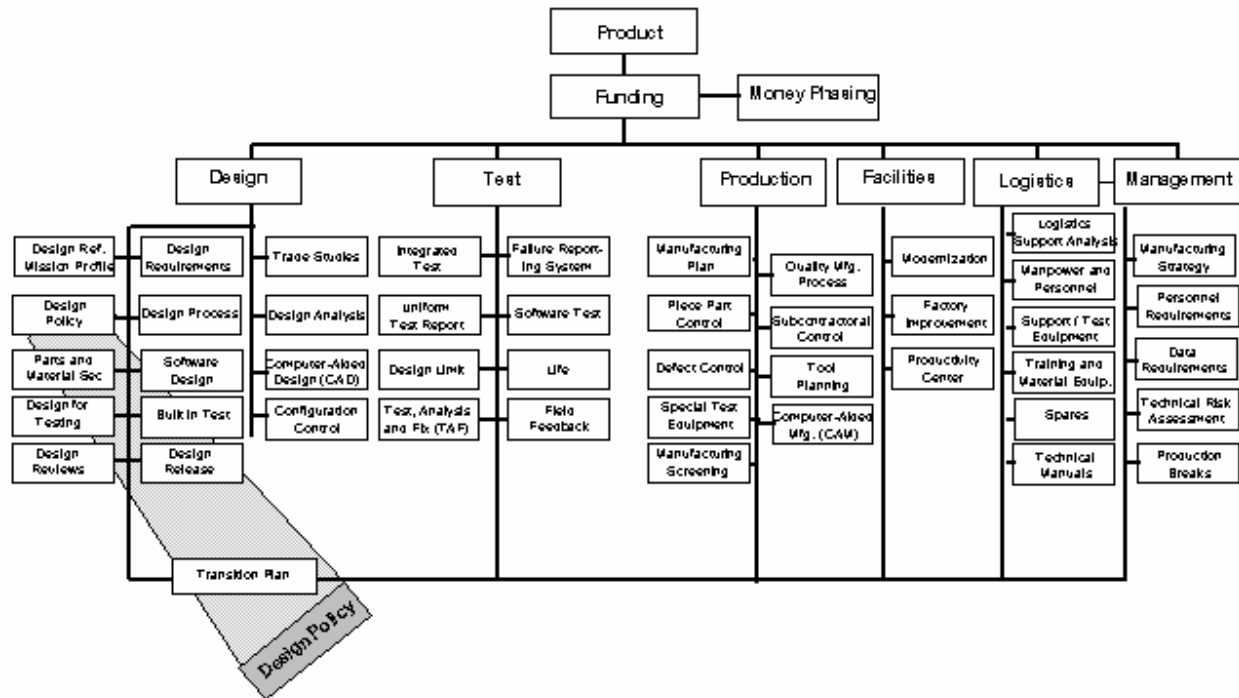 Product
Funding
Money Phasing
Design
Test
Production
Facilities
Logistics
Management
Design Ref.
Mission Profile
Design
Policy
Parts and
Material Sec
Design for
Testing
Design
Reviews
Design
Requirements
Design Process
Software
Design
Built In Test
Design
Release
Trade Studies
Design Analysis
Computer-Aided
Design (CAD)
Configuration
Control
Integrated
Test
Uniform
Test Report
Design Limit
Test, Analysis
and Fix (TAF)
Failure Report-
ing System
Software Test
Life
Field
Feedback
Manufacturing
Plan
Piece Part
Control
Defect Control
Special Test
Equipment
Manufacturing
Screening
Quality Mfg.
Process
Subcontractoral
Control
Tool
Planning
Computer-Aided
Mfg. (CAM)
Modernization
Factory
Improvement
Productivity
Center
Logistics
Support Analysis
Manpower and
Personnel
Support / Test
Equipment
Training and
Material Equip.
Spares
Technical
Manuals
Manufacturing
Strategy
Personnel
Requirements
Data
Requirements
Technical Risk
Assessment
Production
Breaks
Transition Plan
Design Policy